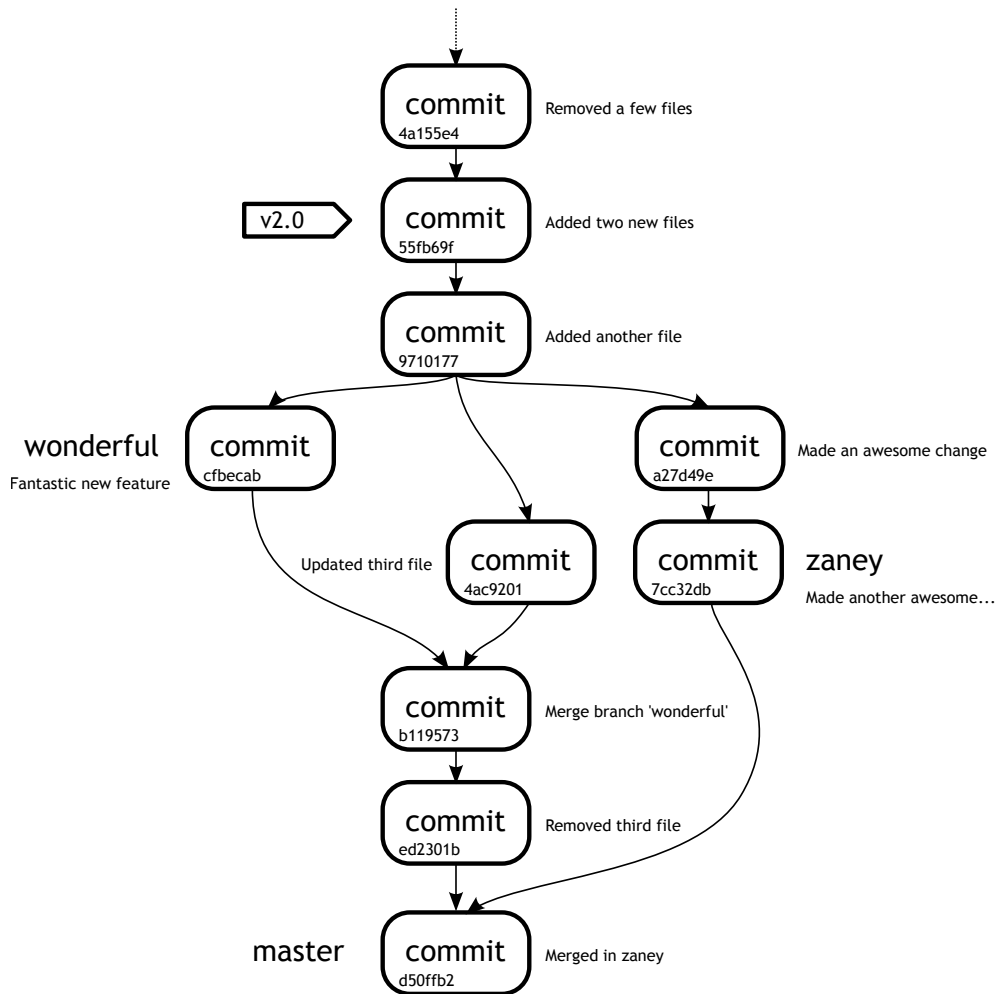 commit
4a155e4
Removed a few files
v2.0
commit
55fb69f
Added two new files
commit
9710177
Added another file
wonderful
Fantastic new feature
commit
cfbecab
commit
a27d49e
Made an awesome change
Updated third file
commit
4ac9201
commit
7cc32db
zaney
Made another awesome...
commit
b119573
Merge branch 'wonderful'
commit
ed2301b
Removed third file
master
commit
d50ffb2
Merged in zaney